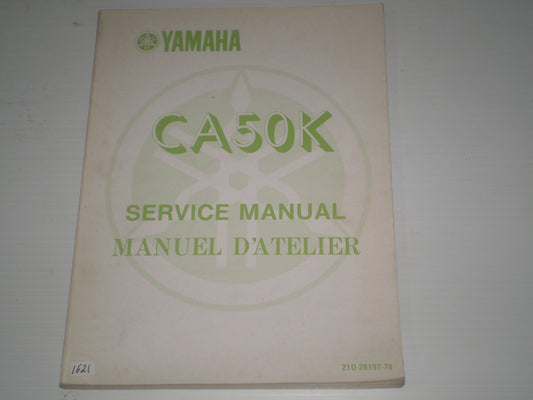 YAMAHA
CA50K
SERVICE MANUAL
MANUEL D'ATELIER
21U-28197-70
1621